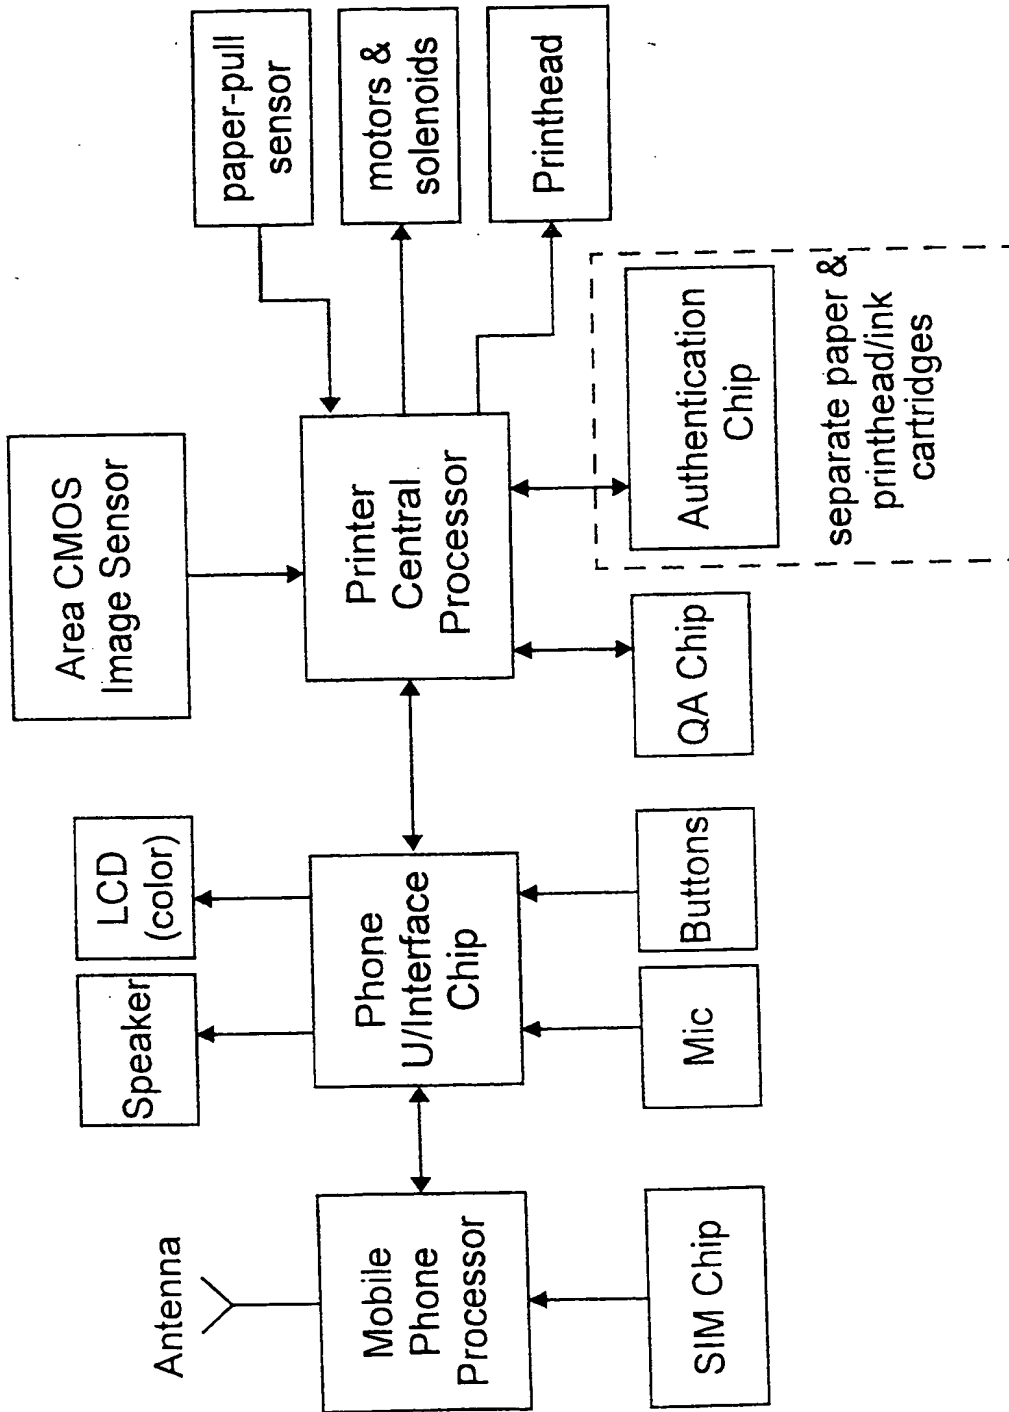 Antenna
Mobile
Phone
Processor
SIM Chip
Speaker
LCD
(color)
Phone
U/Interface
Chip
Mic
Buttons
Area CMOS
Image Sensor
Printer
Central
Processor
QA Chip
Authentication
Chip
separate paper &
printhead/ink
cartridges
paper-pull
sensor
motors &
solenoids
Printhead